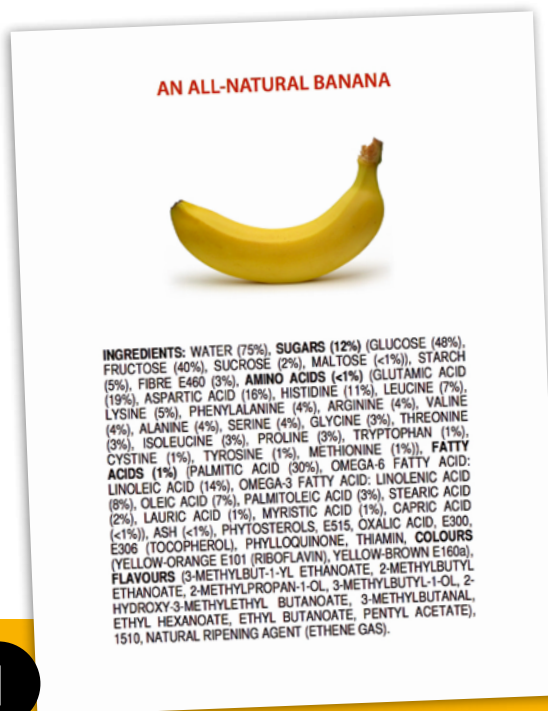 AN ALL-NATURAL BANANA
INGREDIENTS: WATER (75%), SUGARS (12%) (GLUCOSE (48%),
FRUCTOSE (40%), SUCROSE (2%), MALTOSE (<1%)), STARCH
(5%), FIBRE E460 (3%), AMINO ACIDS (<1%) (GLUTAMIC ACID
(19%), ASPARTIC ACID (16%), HISTIDINE (11%), LEUCINE (7%),
LYSINE (5%), PHENYLALANINE (4%), ARGININE (4%), VALINE
(4%), ALANINE (4%), SERINE (4%), GLYCINE (3%), THREONINE
(3%), ISOLEUCINE (3%), PROLINE (3%), TRYPTOPHAN (1%),
CYSTINE (1%), TYROSINE (1%), METHIONINE (1%)), FATTY
ACIDS (1%) (PALMITIC ACID (30%), OMEGA-6 FATTY ACID:
LINOLEIC ACID (14%), OMEGA-3 FATTY ACID: LINOLENIC ACID
(8%), OLEIC ACID (7%), PALMITOLEIC ACID (3%), STEARIC ACID
(2%), LAURIC ACID (1%), MYRISTIC ACID (1%), CAPRIC ACID
(<1%)), ASH (<1%), PHYTOSTEROLS, E515, OXALIC ACID, E300,
E306 (TOCOPHEROL), PHYLLOQUINONE, THIAMIN, COLOURS
(YELLOW-ORANGE E101 (RIBOFLAVIN), YELLOW-BROWN E160a),
FLAVOURS (3-METHYLBUT-1-YL ETHANOATE, 2-METHYLBUTYL
ETHANOATE, 2-METHYLPROPAN-1-OL, 3-METHYLBUTYL-1-OL, 2-
HYDROXY-3-METHYLETHYL BUTANOATE, 3-METHYLBUTANAL,
ETHYL HEXANOATE, ETHYL BUTANOATE, PENTYL ACETATE),
1510, NATURAL RIPENING AGENT (ETHENE GAS).